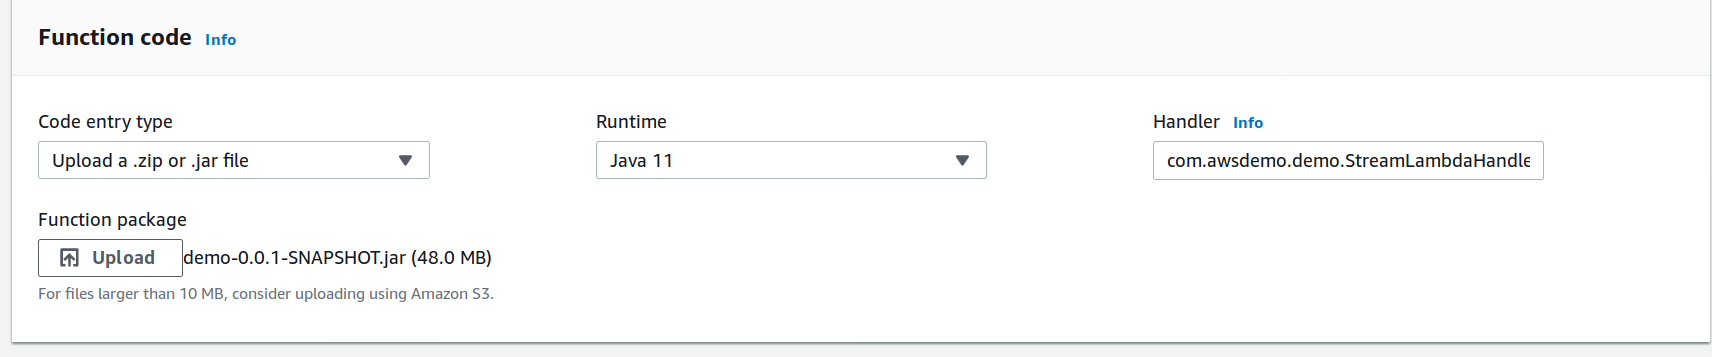 Function code Info
Code entry type
Runtime
Handler Info
Upload a .zip or .jar file
Java 11
com.awsdemo.demo.StreamLambdaHandle
Function package
Upload demo-0.0.1-SNAPSHOT.jar (48.0 MB)
For files larger than 10 MB, consider uploading using Amazon S3.